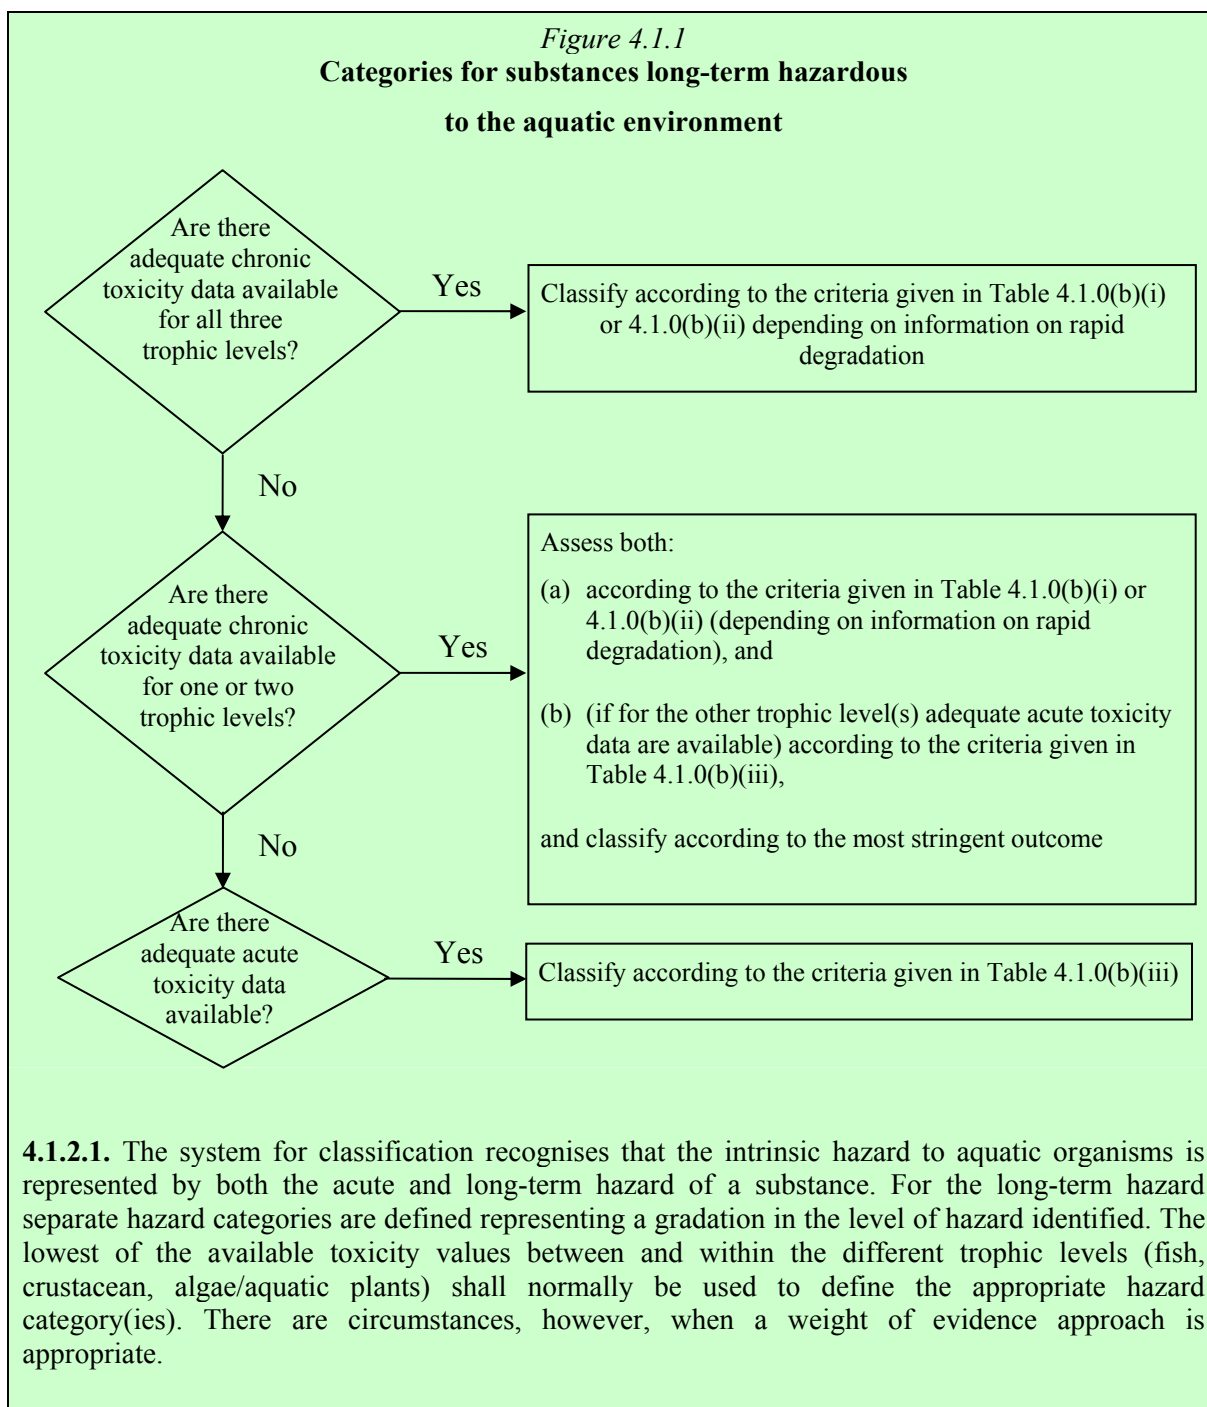 Figure 4.1.1
Categories for substances long-term hazardous
to the aquatic environment
Are there
adequate chronic
toxicity data available
for all three
trophic levels?
Yes
Classify according to the criteria given in Table 4.1.0(b)(i)
or 4.1.0(b)(ii) depending on information on rapid
degradation
No
Are there
adequate chronic
toxicity data available
for one or two
trophic levels?
Yes
Assess both:
(a) according to the criteria given in Table 4.1.0(b)(i) or
4.1.0(b)(ii) (depending on information on rapid
degradation), and
(b) (if for the other trophic level(s) adequate acute toxicity
data are available) according to the criteria given in
Table 4.1.0(b)(iii),
and classify according to the most stringent outcome
No
Are there
adequate acute
toxicity data
available?
Yes
Classify according to the criteria given in Table 4.1.0(b)(iii)
4.1.2.1. The system for classification recognises that the intrinsic hazard to aquatic organisms is
represented by both the acute and long-term hazard of a substance. For the long-term hazard
separate hazard categories are defined representing a gradation in the level of hazard identified. The
lowest of the available toxicity values between and within the different trophic levels (fish,
crustacean, algae/aquatic plants) shall normally be used to define the appropriate hazard
category(ies). There are circumstances, however, when a weight of evidence approach is
appropriate.